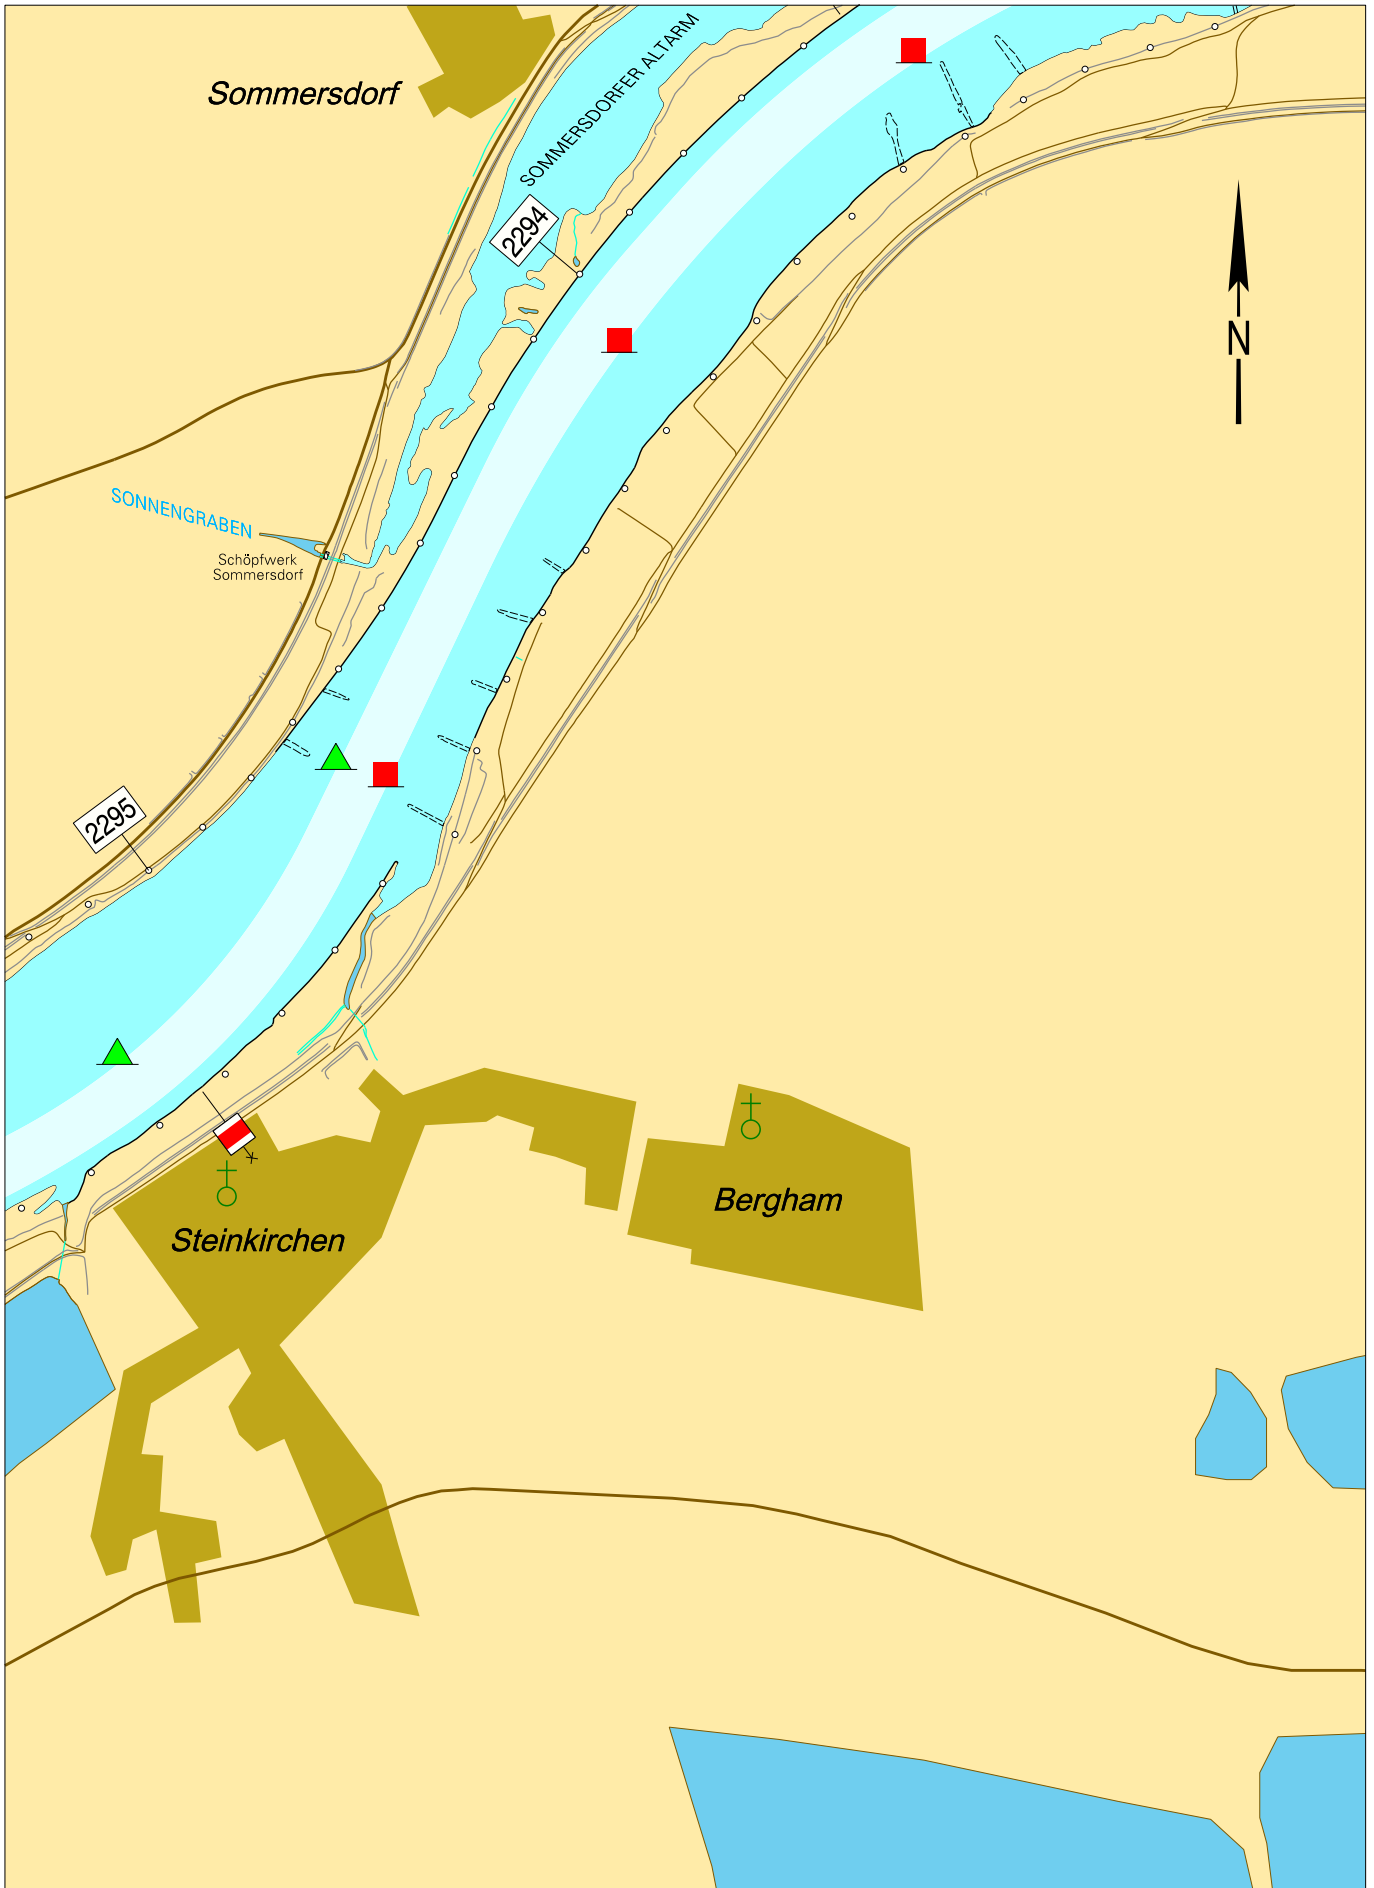 Sommersdorf
SOMMERSDORFER ALTARM
2294
N
SONNENGRABEN
Schöpfwerk
Sommersdorf
2295
Bergham
Steinkirchen